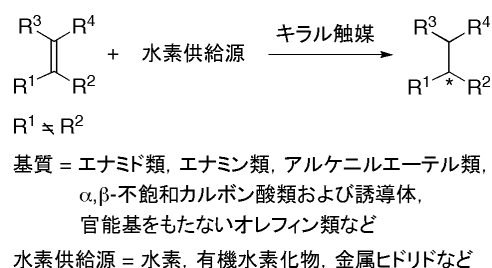 R³ R⁴ R³ R⁴
+ 水素供給源 キラル触媒
R¹ R² R¹ * R²
R¹ ≠ R²
基質 = エナミド類, エナミン類, アルケニルエーテル類,
α,β-不飽和カルボン酸類および誘導体,
官能基をもたないオレフィン類など
水素供給源 = 水素, 有機水素化物, 金属ヒドリドなど